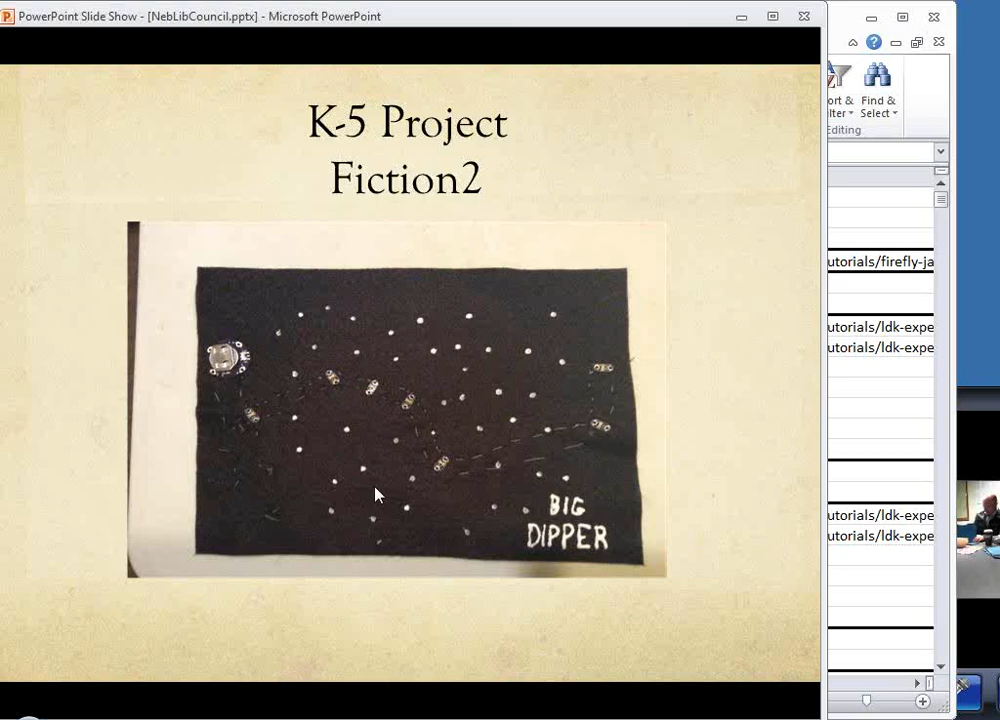 PowerPoint Slide Show - [NebLibCouncil.pptx] - Microsoft PowerPoint
K-5 Project
Fiction2
BIG
DIPPER
ort & Find &
lter Select
Editing
utorials/firefly-ja
utorials/ldk-expe
utorials/ldk-expe
utorials/ldk-expe
utorials/ldk-expe